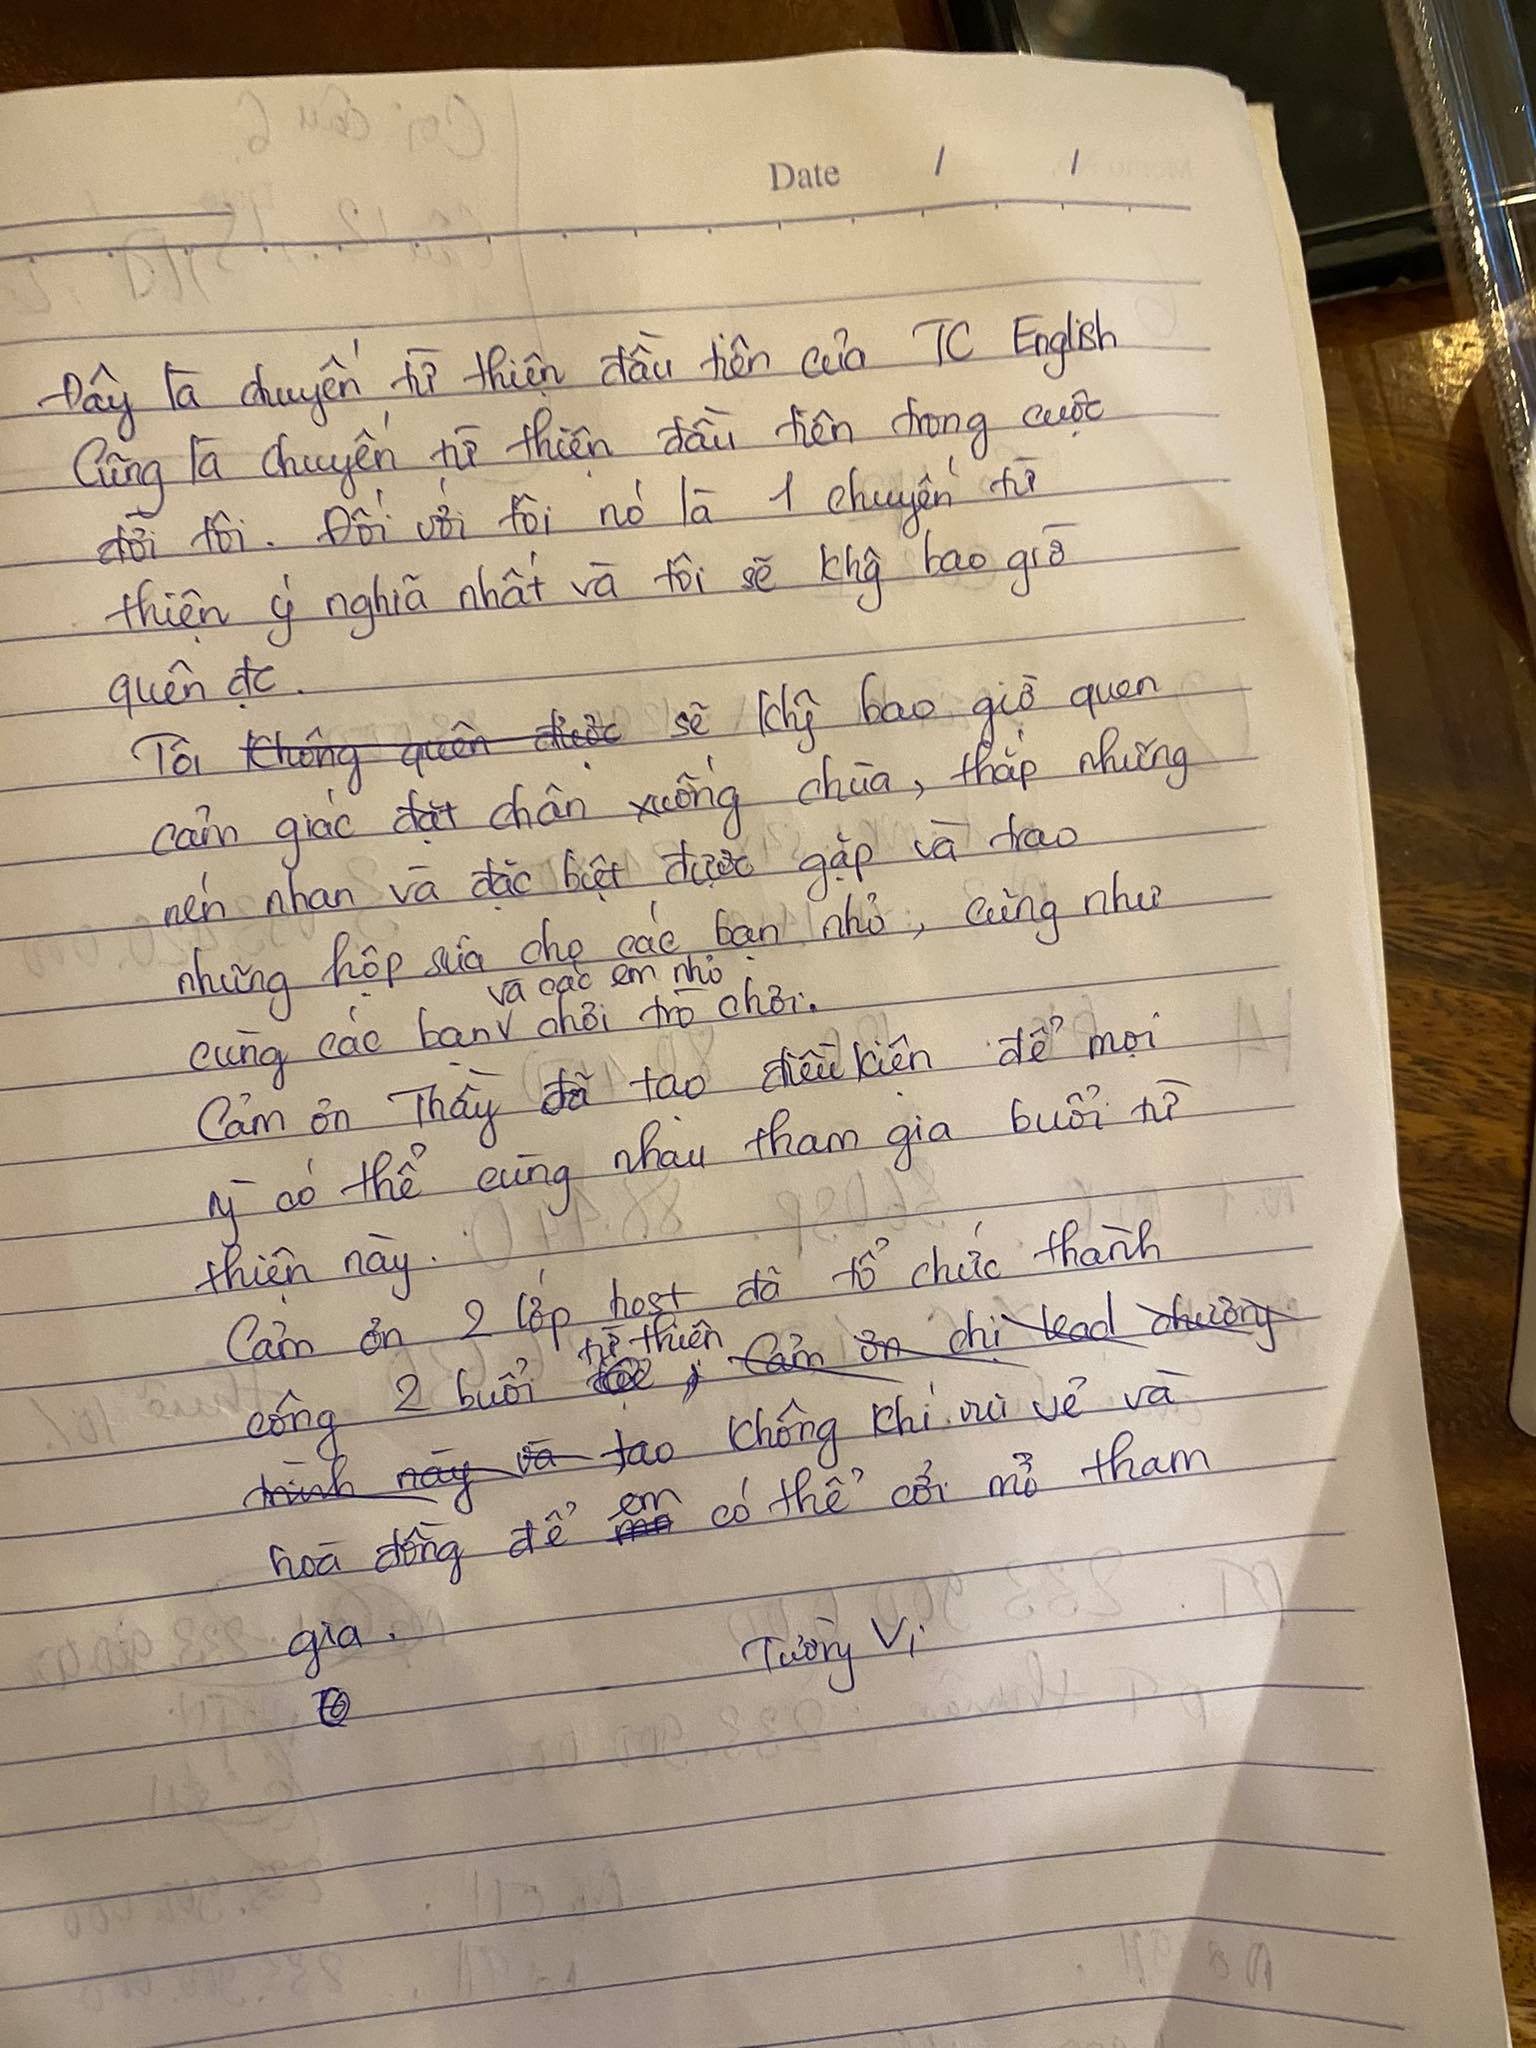 Date / /
Đây là chuyến từ thiện đầu tiên của TC English
Cũng là chuyến từ thiện đầu tiên trong cuộc
đời tôi. Đối với tôi nó là 1 chuyến từ
thiện ý nghĩã nhất và tôi sẽ khg bao giờ
quên đc.
Tôi không quên được sẽ khg bao giờ quen
cảm giác đặt chân xuống chùa, thắp những
nén nhan và đặc biệt được gặp và trao
những hộp sữa cho các bạn nhỏ, cùng như
và các em nhỏ
cùng các bạn chơi trò chơi.
Cảm ơn Thầy đã tạo điều kiện để mọi
ng có thể cùng nhau tham gia buổi từ
thiện này.
Cảm ơn 2 lớp host đã tổ chức thành
từ thiện
công 2 buổi , Cảm ơn chị lead chương
trình này và tạo không khí vui vẻ và
em
hoà đồng để có thể cởi mở tham
gia.
Tường Vi